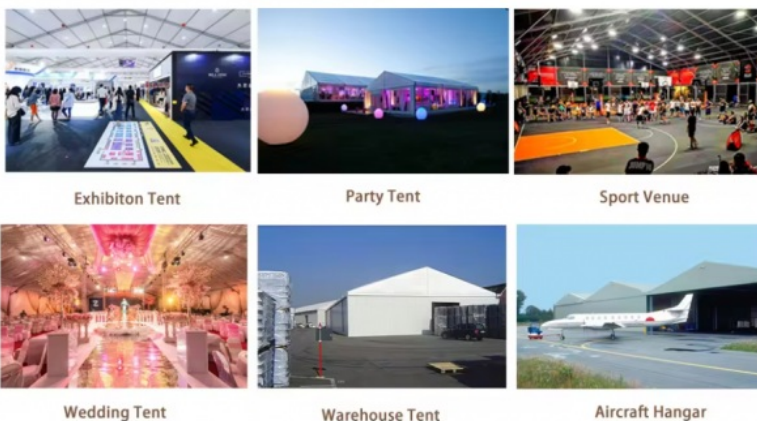 Exhibiton Tent
Party Tent
Sport Venue
Wedding Tent
Warehouse Tent
Aircraft Hangar